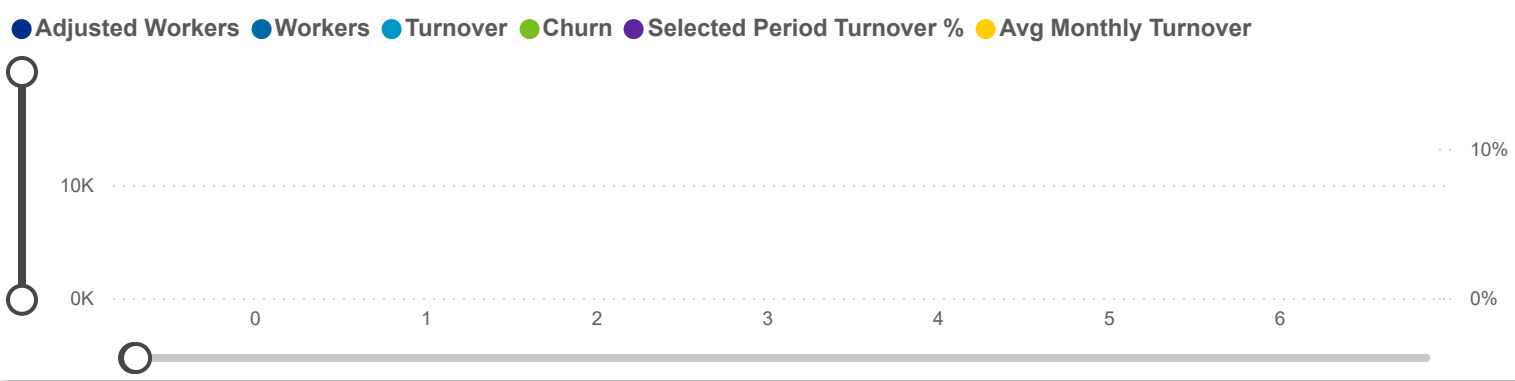 Adjusted Workers Workers Turnover Churn Selected Period Turnover % Avg Monthly Turnover
10%
10K
0K 0%
0 1 2 3 4 5 6